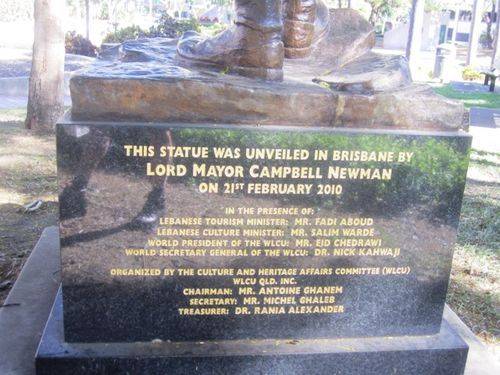 THIS STATUE WAS UNVEILED IN BRISBANE BY
LORD MAYOR CAMPBELL NEWMAN
ON 21ST FEBRUARY 2010
IN THE PRESENCE OF:
LEBANESE TOURISM MINISTER: MR. FADI ABOUD
LEBANESE CULTURE MINISTER: MR. SALIM WARDE
WORLD PRESIDENT OF THE WLCU: MR. EID CHEDRAWI
WORLD SECRETARY GENERAL OF THE WLCU: DR. NICK KAHWAJI
ORGANIZED BY THE CULTURE AND HERITAGE AFFAIRS COMMITTEE (WLCU)
WLCU QLD. INC.
CHAIRMAN: MR. ANTOINE GHANEM
SECRETARY: MR. MICHEL GHALEB
TREASURER: DR. RANIA ALEXANDER